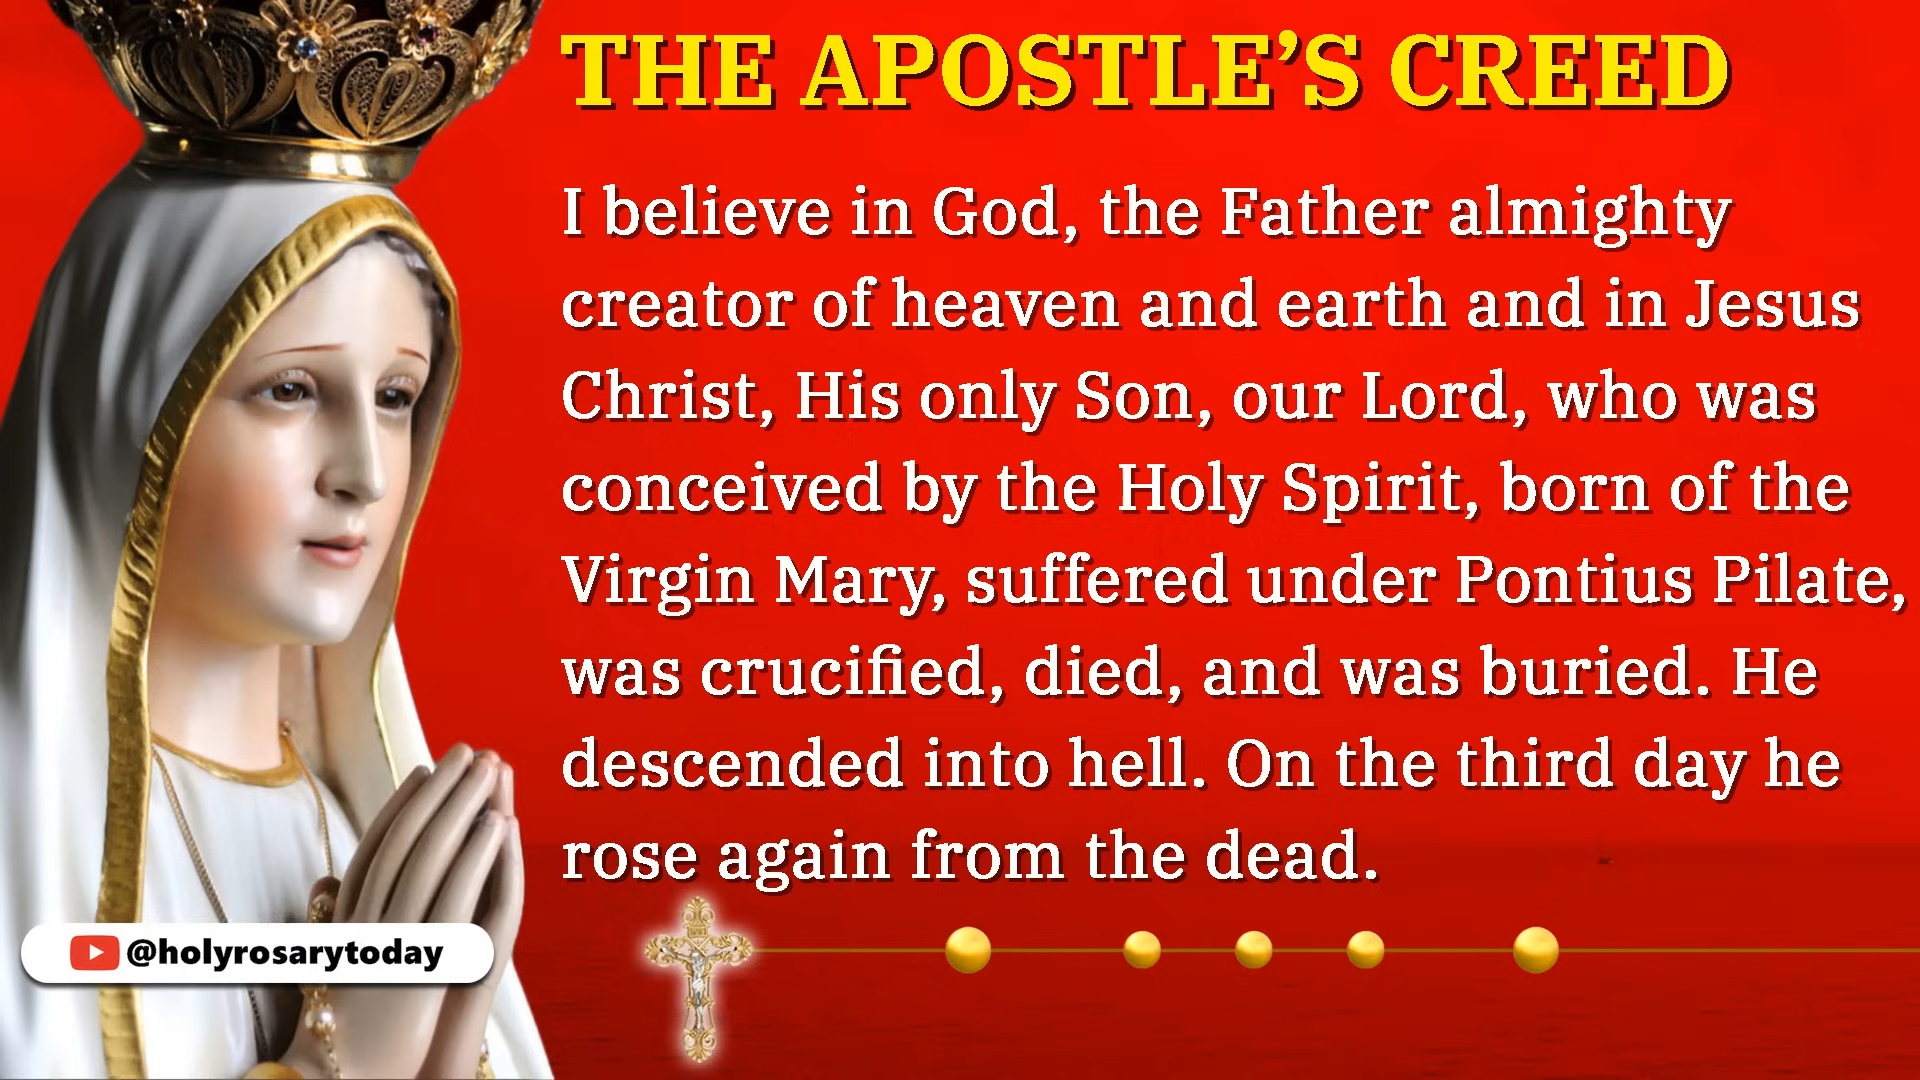 THE APOSTLE’S CREED
I believe in God, the Father almighty
creator of heaven and earth and in Jesus
Christ, His only Son, our Lord, who was
conceived by the Holy Spirit, born of the
Virgin Mary, suffered under Pontius Pilate,
was crucified, died, and was buried. He
descended into hell. On the third day he
rose again from the dead.
@holyrosarytoday